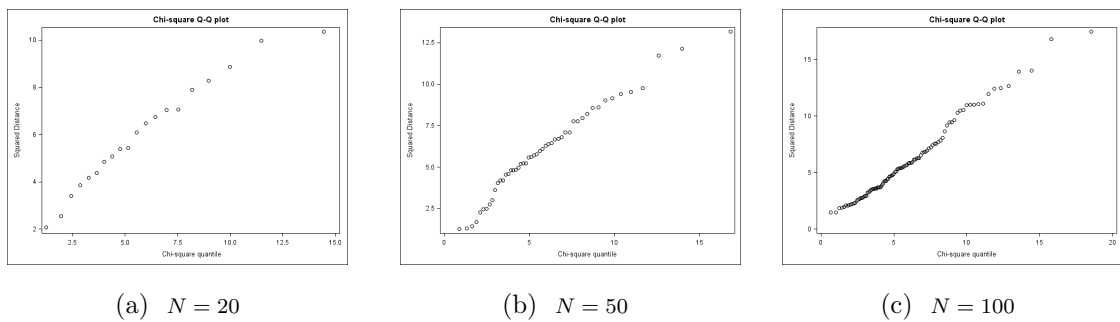 Chi-square Q-Q plot
10
8
6
4
2
Squared Distance
2.5 5.0 7.5 10.0 12.5 15.0
Chi-square quantile
(a) N = 20
Chi-square Q-Q plot
12.5
10.0
7.5
5.0
2.5
Squared Distance
0 5 10 15
Chi-square quantile
(b) N = 50
Chi-square Q-Q plot
15
10
5
0
Squared Distance
0 5 10 15 20
Chi-square quantile
(c) N = 100